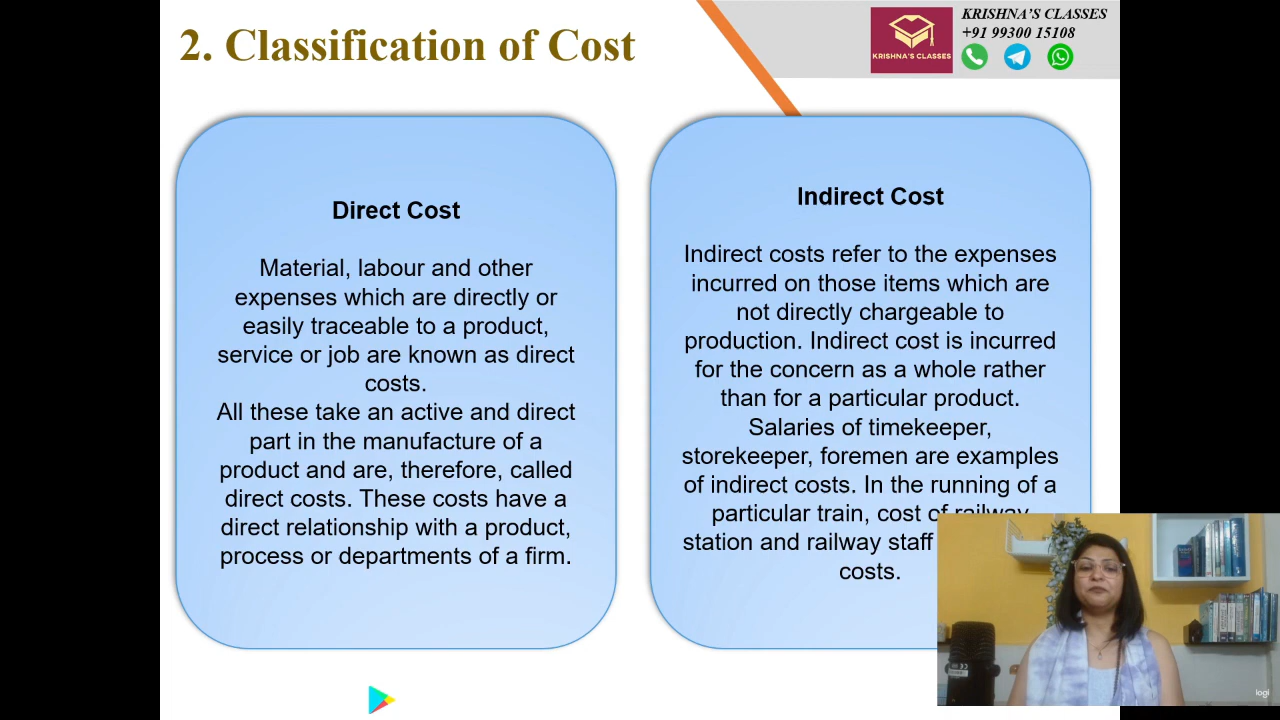 2. Classification of Cost
KRISHNA'S CLASSES
KRISHNA'S CLASSES
+91 99300 15108
Direct Cost
Material, labour and other
expenses which are directly or
easily traceable to a product,
service or job are known as direct
costs.
All these take an active and direct
part in the manufacture of a
product and are, therefore, called
direct costs. These costs have a
direct relationship with a product,
process or departments of a firm.
Indirect Cost
Indirect costs refer to the expenses
incurred on those items which are
not directly chargeable to
production. Indirect cost is incurred
for the concern as a whole rather
than for a particular product.
Salaries of timekeeper,
storekeeper, foremen are examples
of indirect costs. In the running of a
particular train, cost of railway
station and railway staff
costs.
logi